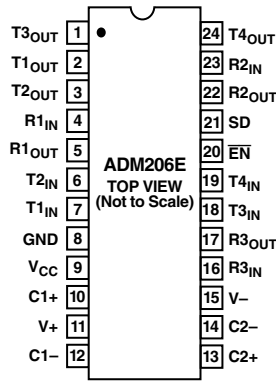 T3OUT 1
T1OUT 2
T2OUT 3
R1IN 4
R1OUT 5
T2IN 6
T1IN 7
GND 8
VCC 9
C1+ 10
V+ 11
C1– 12
ADM206E
TOP VIEW
(Not to Scale)
24 T4OUT
23 R2IN
22 R2OUT
21 SD
20 E̅N̅
19 T4IN
18 T3IN
17 R3OUT
16 R3IN
15 V–
14 C2–
13 C2+